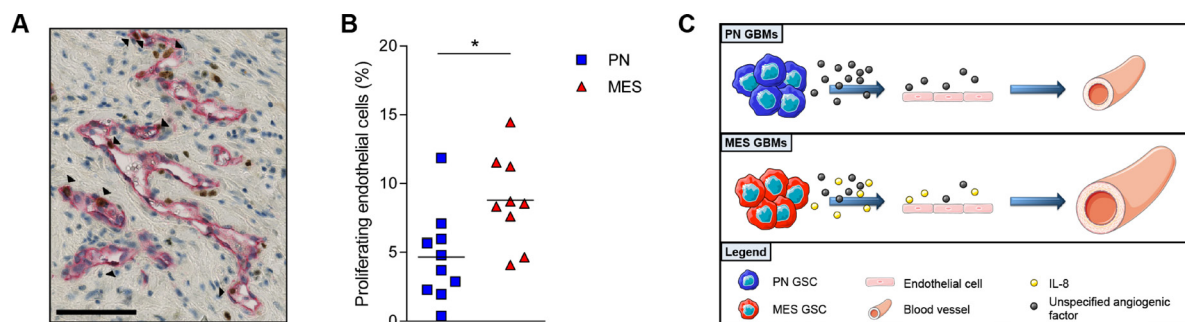 A
B
Proliferating endothelial cells (%)
20
15
10
5
0
*
PN
MES
C
PN GBMs
MES GBMs
Legend
PN GSC
MES GSC
Endothelial cell
Blood vessel
IL-8
Unspecified angiogenic
factor